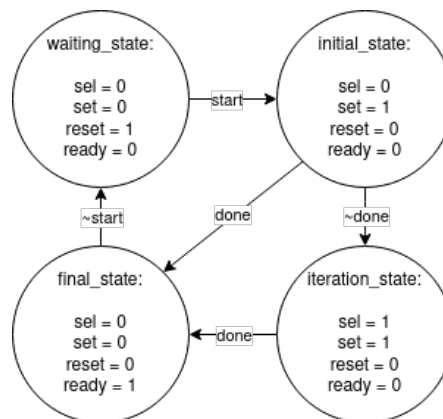 waiting_state:
sel = 0
set = 0
reset = 1
ready = 0
start
initial_state:
sel = 0
set = 1
reset = 0
ready = 0
~start
done
~done
final_state:
sel = 0
set = 0
reset = 0
ready = 1
done
iteration_state:
sel = 1
set = 1
reset = 0
ready = 0